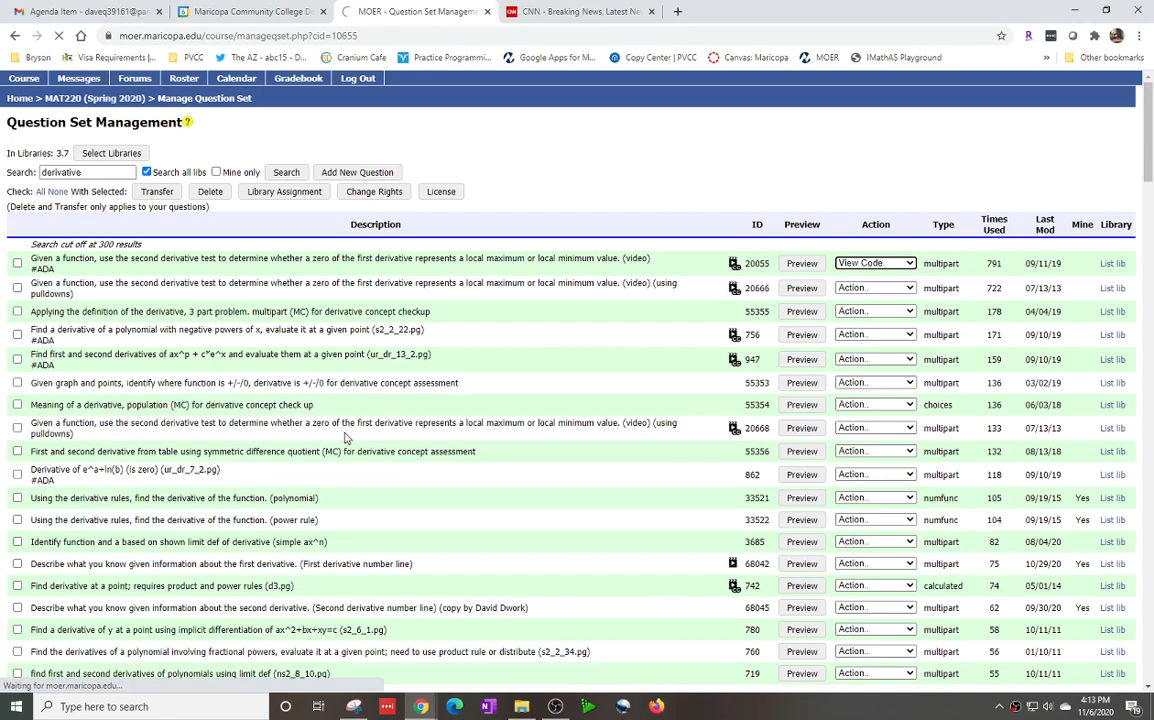 Agenda Item - daveq39161@pan
Maricopa Community College Dis
MOER - Question Set Management
CNN - Breaking News, Latest New
moer.maricopa.edu/course/manageqset.php?cid=10655
Bryson
Visa Requirements |...
PVCC
The AZ - abc15 - D...
Cranium Cafe
Practice Programmi...
Google Apps for M...
Copy Center | PVCC
Canvas: Maricopa
MOER
IMathAS Playground
»
Other bookmarks
Course Messages Forums Roster Calendar Gradebook Log Out
Home > MAT220 (Spring 2020) > Manage Question Set
Question Set Management?
In Libraries: 3.7 Select Libraries
Search: derivative Search all libs Mine only Search Add New Question
Check: All None With Selected: Transfer Delete Library Assignment Change Rights License
(Delete and Transfer only applies to your questions)
Description ID Preview Action Type Times Used Last Mod Mine Library
Search cut off at 300 results
Given a function, use the second derivative test to determine whether a zero of the first derivative represents a local maximum or local minimum value. (video)
#ADA
20055 Preview View Code multipart 791 09/11/19 List lib
Given a function, use the second derivative test to determine whether a zero of the first derivative represents a local maximum or local minimum value. (video) (using
pulldowns)
20666 Preview Action.. multipart 722 07/13/13 List lib
Applying the definition of the derivative, 3 part problem. multipart (MC) for derivative concept checkup 55355 Preview Action.. multipart 178 04/04/19 List lib
Find a derivative of a polynomial with negative powers of x, evaluate it at a given point (s2_2_22.pg)
#ADA
756 Preview Action.. multipart 171 09/10/19 List lib
Find first and second derivatives of ax^p + c*e^x and evaluate them at a given point (ur_dr_13_2.pg)
#ADA
947 Preview Action.. multipart 159 09/10/19 List lib
Given graph and points, identify where function is +/-/0, derivative is +/-/0 for derivative concept assessment 55353 Preview Action.. multipart 136 03/02/19 List lib
Meaning of a derivative, population (MC) for derivative concept check up 55354 Preview Action.. choices 136 06/03/18 List lib
Given a function, use the second derivative test to determine whether a zero of the first derivative represents a local maximum or local minimum value. (video) (using
pulldowns)
20668 Preview Action.. multipart 133 07/13/13 List lib
First and second derivative from table using symmetric difference quotient (MC) for derivative concept assessment 55356 Preview Action.. multipart 132 08/13/18 List lib
Derivative of e^a+ln(b) (is zero) (ur_dr_7_2.pg)
#ADA
862 Preview Action.. multipart 118 09/10/19 List lib
Using the derivative rules, find the derivative of the function. (polynomial) 33521 Preview Action.. numfunc 105 09/19/15 Yes List lib
Using the derivative rules, find the derivative of the function. (power rule) 33522 Preview Action.. numfunc 104 09/19/15 Yes List lib
Identify function and a based on shown limit def of derivative (simple ax^n) 3685 Preview Action.. multipart 82 08/04/20 List lib
Describe what you know given information about the first derivative. (First derivative number line) 68042 Preview Action.. multipart 75 10/29/20 Yes List lib
Find derivative at a point; requires product and power rules (d3.pg) 742 Preview Action.. calculated 74 05/01/14 List lib
Describe what you know given information about the second derivative. (Second derivative number line) (copy by David Dwork) 68045 Preview Action.. multipart 62 09/30/20 Yes List lib
Find a derivative of y at a point using implicit differentiation of ax^2+bx+xy=c (s2_6_1.pg) 780 Preview Action.. multipart 58 10/11/11 List lib
Find the derivatives of a polynomial involving fractional powers, evaluate it at a given point; need to use product rule or distribute (s2_2_34.pg) 760 Preview Action.. multipart 56 01/10/11 List lib
find first and second derivatives of polynomials using limit def (ns2_8_10.pg) 719 Preview Action.. multipart 55 10/11/11 List lib
Waiting for moer.maricopa.edu...
Type here to search
4:13 PM
11/6/2020
19